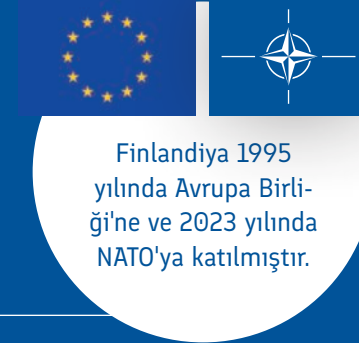 Finlandiya 1995
yılında Avrupa Birli-
ği'ne ve 2023 yılında
NATO'ya katılmıştır.